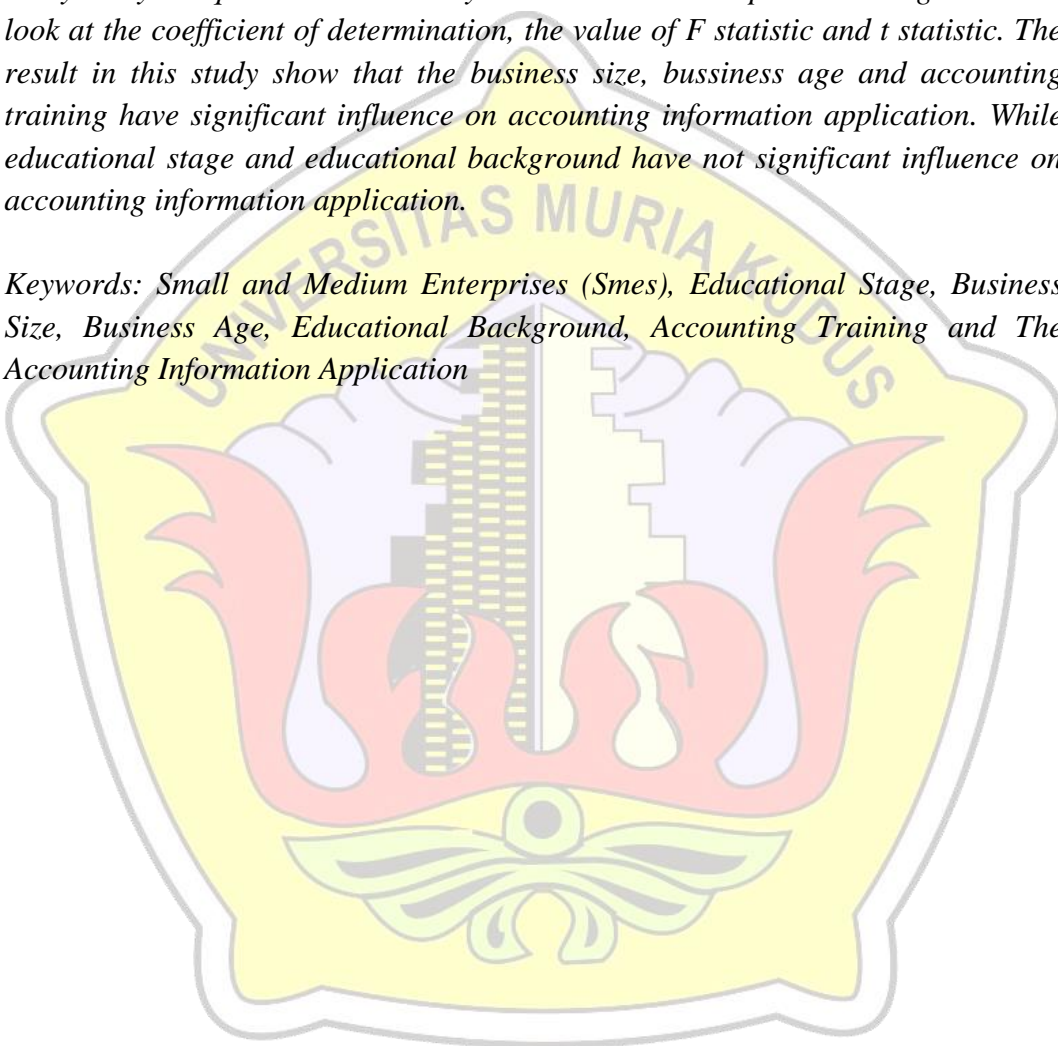 look at the coefficient of determination, the value of F statistic and t statistic. The
result in this study show that the business size, bussiness age and accounting
training have significant influence on accounting information application. While
educational stage and educational background have not significant influence on
accounting information application.
UNIVERSITAS MURIA KUDUS
Keywords: Small and Medium Enterprises (Smes), Educational Stage, Business
Size, Business Age, Educational Background, Accounting Training and The
Accounting Information Application